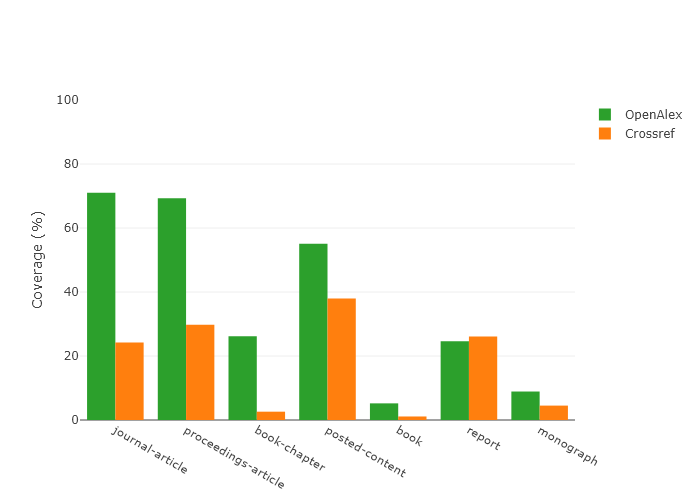 100
80
60
40
20
0
Coverage (%)
journal-article
proceedings-article
book-chapter
posted-content
book
report
monograph
OpenAlex
Crossref